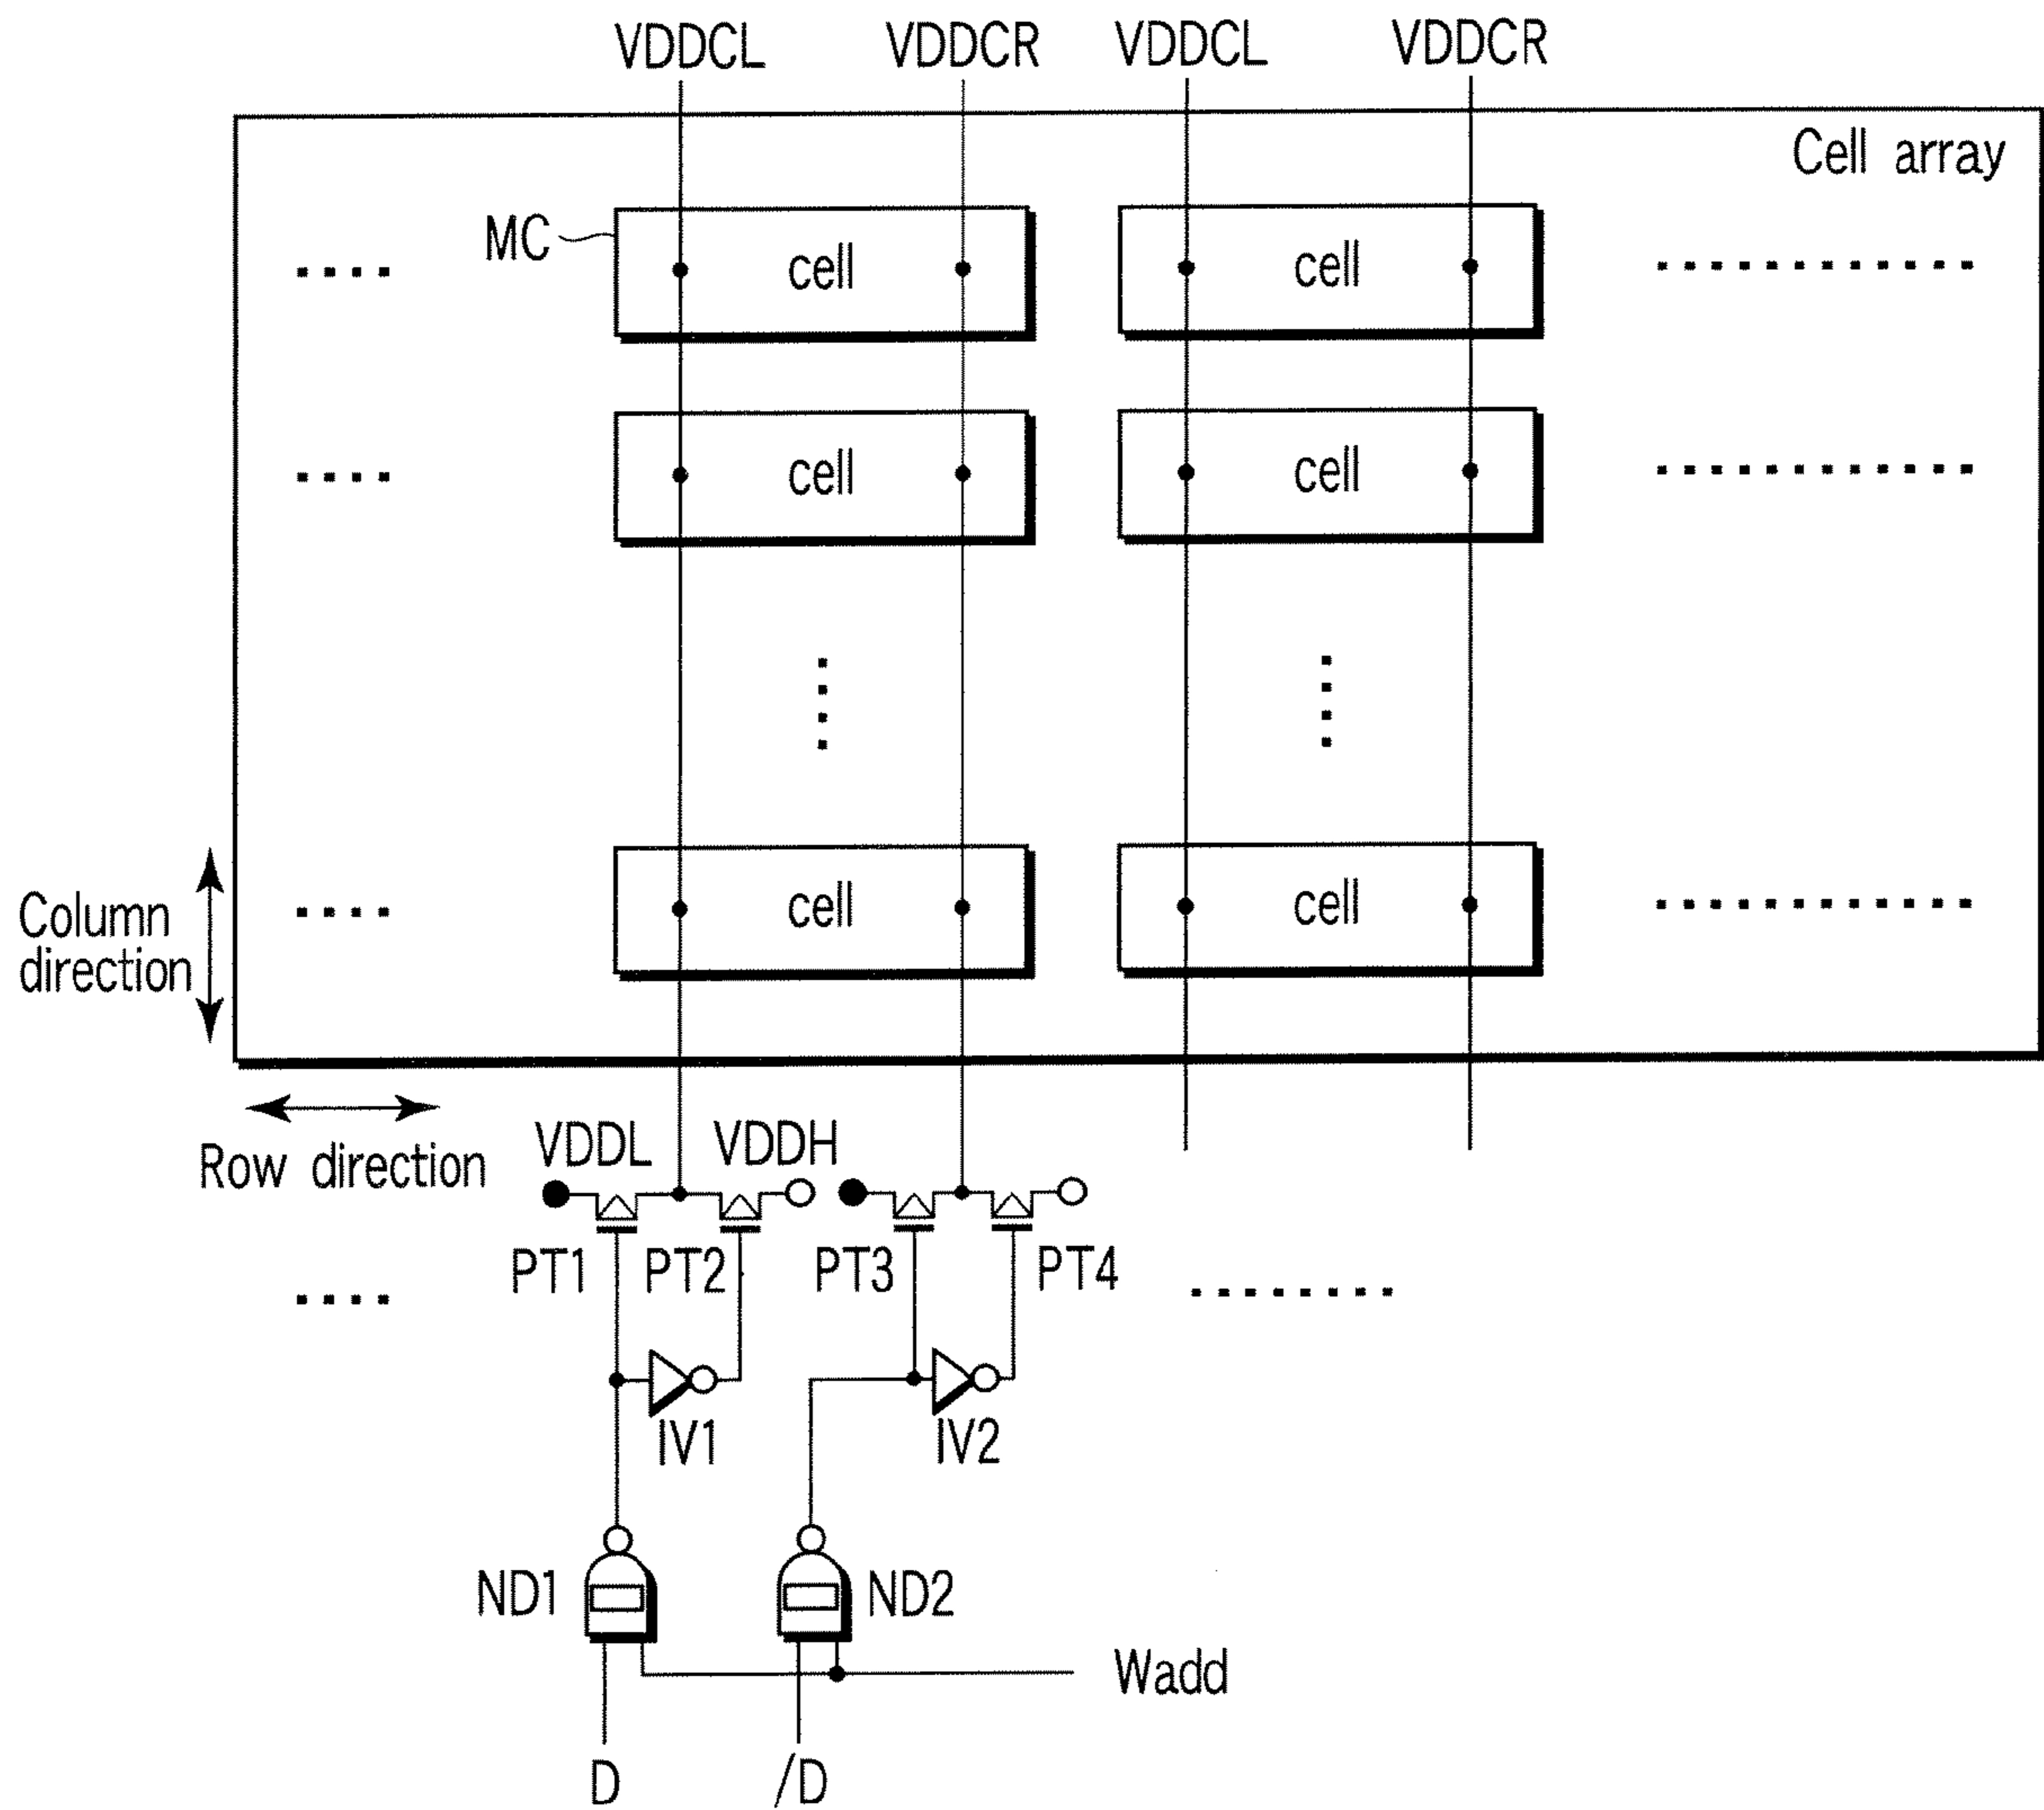 VDDCL VDDCR VDDCL VDDCR
Cell array
MC
cell cell
cell cell
cell cell
Column
direction
Row direction
VDDL VDDH
PT1 PT2 PT3 PT4
IV1 IV2
ND1 ND2
Wadd
D /D